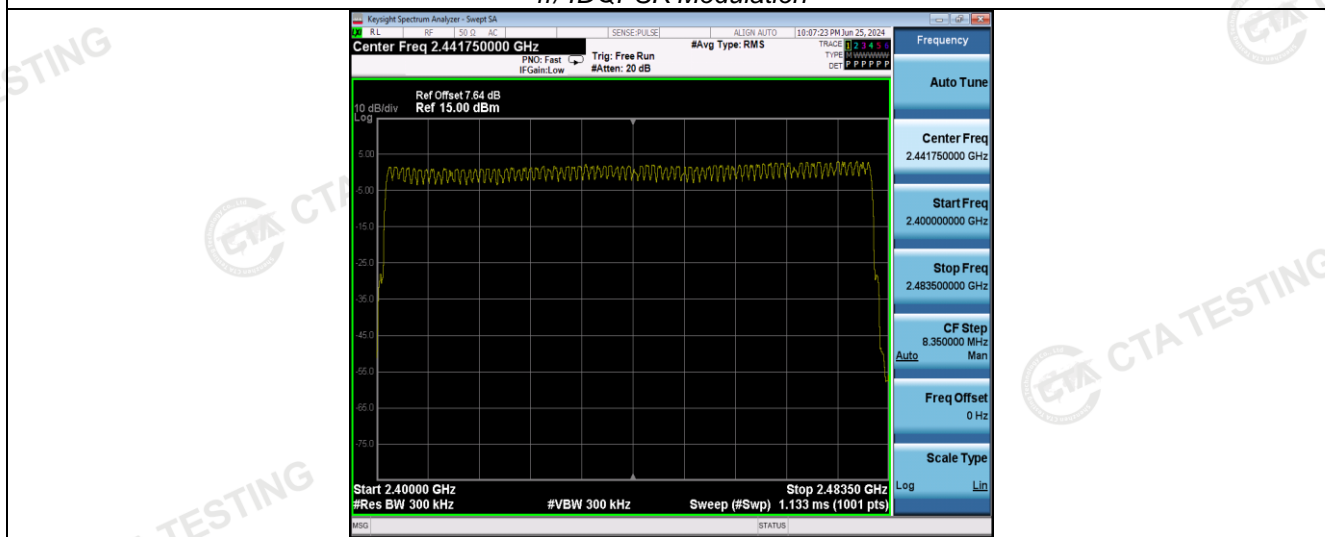 π/4DQPSK Modulation
Keysight Spectrum Analyzer - Swept SA
RL RF 50 Ω AC SENSE:PULSE ALIGN AUTO 10:07:23 PM Jun 25, 2024
Center Freq 2.441750000 GHz
PNO: Fast
IFGain:Low
Trig: Free Run
#Atten: 20 dB
#Avg Type: RMS
TRACE 1 2 3 4 5 6
TYPE M WWWWW
DET P P P P P P
Ref Offset 7.64 dB
10 dB/div Ref 15.00 dBm
Log
5.00
-5.00
-15.0
-25.0
-35.0
-45.0
-55.0
-65.0
-75.0
Start 2.40000 GHz Stop 2.48350 GHz
#Res BW 300 kHz #VBW 300 kHz Sweep (#Swp) 1.133 ms (1001 pts)
MSG STATUS
Frequency
Auto Tune
Center Freq
2.441750000 GHz
Start Freq
2.400000000 GHz
Stop Freq
2.483500000 GHz
CF Step
8.350000 MHz
Auto Man
Freq Offset
0 Hz
Scale Type
Log Lin
STING
CTA
CTA TESTING
TESTING